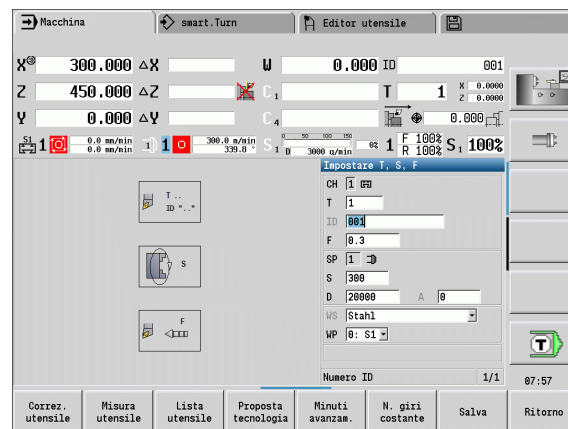 Macchina smart.Turn Editor utensile
X 300.000 △X W 0.000 ID 001
Z 450.000 △Z C1 T 1 X 0.0000
Z 0.0000
Y 0.000 △Y C4 0.000
S1 1 0.0 mm/min 1) 1 300.0 m/min S1 0 50 100 150 0% 1 F 100% S1 100%
0.0 mm/min 339.8 ° D 3000 u/min R 100%
Impostare T, S, F
CH 1
T 1
ID 001
F 0.3
SP 1
S 300
D 20000 A 0
WS Stahl
WP 0: S1
Numero ID 1/1
T ..
ID ".."
S
F
T
07:57
Correz. utensile
Misura utensile
Lista utensile
Proposta tecnologia
Minuti avanzam.
N. giri costante
Salva
Ritorno